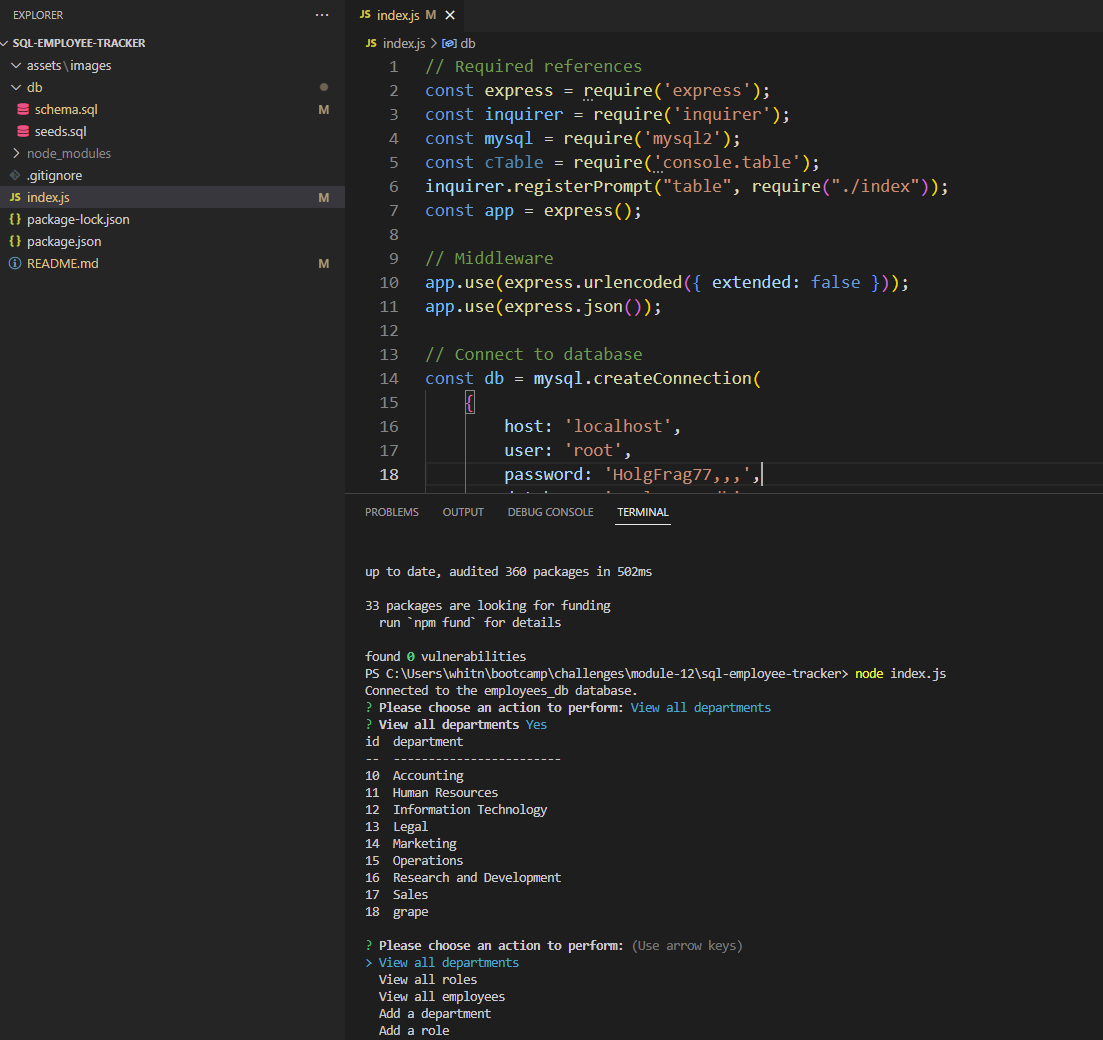 EXPLORER
SQL-EMPLOYEE-TRACKER
assets\images
db
schema.sql M
seeds.sql
node_modules
.gitignore
JS index.js M
{} package-lock.json
{} package.json
README.md M
JS index.js M
JS index.js > db
1 // Required references
2 const express = require('express');
3 const inquirer = require('inquirer');
4 const mysql = require('mysql2');
5 const cTable = require('console.table');
6 inquirer.registerPrompt("table", require("./index"));
7 const app = express();
8
9 // Middleware
10 app.use(express.urlencoded({ extended: false }));
11 app.use(express.json());
12
13 // Connect to database
14 const db = mysql.createConnection(
15 {
16 host: 'localhost',
17 user: 'root',
18 password: 'HolgFrag77,,,',
PROBLEMS OUTPUT DEBUG CONSOLE TERMINAL
up to date, audited 360 packages in 502ms
33 packages are looking for funding
run `npm fund` for details
found 0 vulnerabilities
PS C:\Users\whitn\bootcamp\challenges\module-12\sql-employee-tracker> node index.js
Connected to the employees_db database.
? Please choose an action to perform: View all departments
? View all departments Yes
id department
-- ------------------------
10 Accounting
11 Human Resources
12 Information Technology
13 Legal
14 Marketing
15 Operations
16 Research and Development
17 Sales
18 grape
? Please choose an action to perform: (Use arrow keys)
> View all departments
View all roles
View all employees
Add a department
Add a role